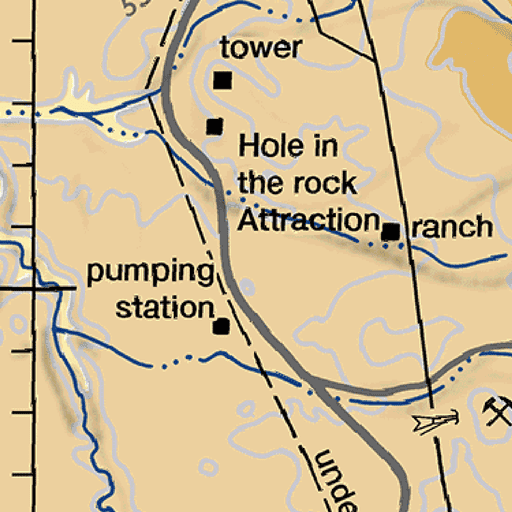 tower
Hole in
the rock
Attraction
ranch
pumping
station
unde